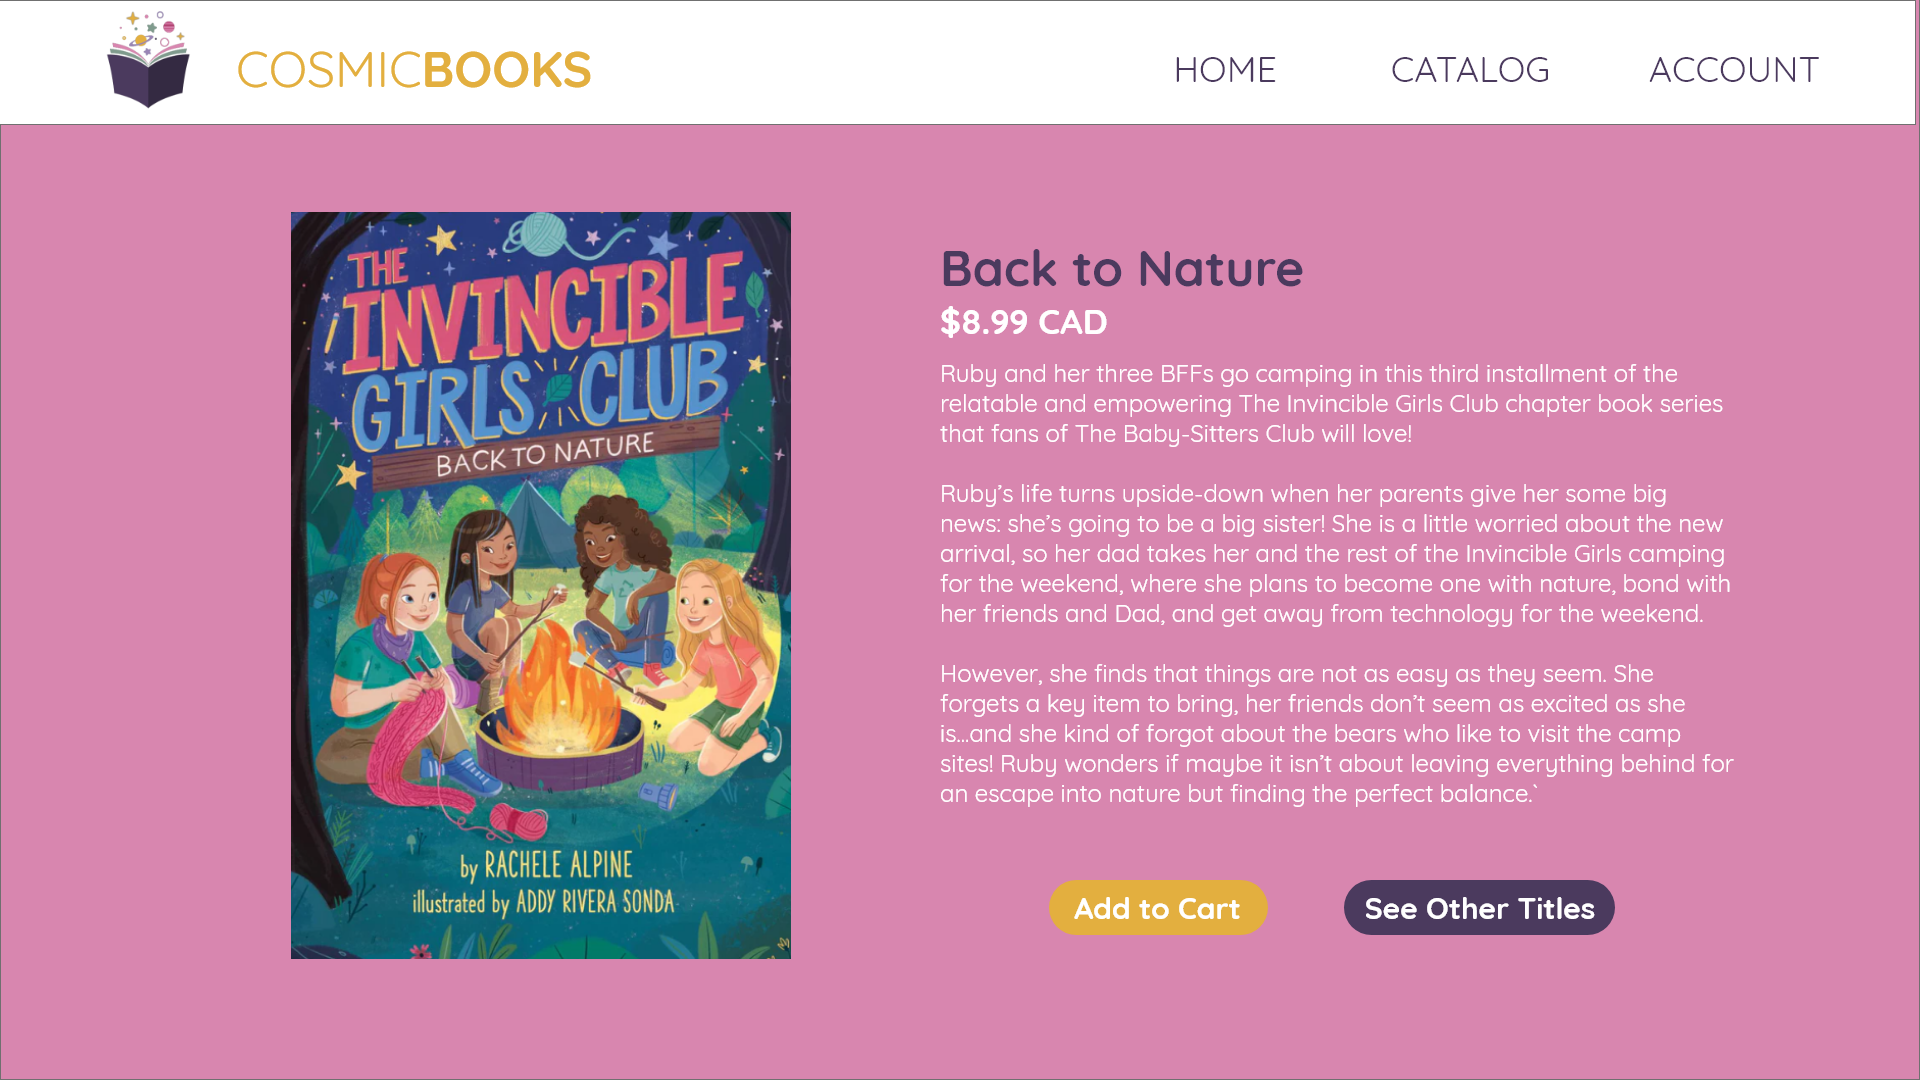 COSMICBOOKS
HOME
CATALOG
ACCOUNT
THE
INVINCIBLE
GIRLS CLUB
BACK TO NATURE
by RACHELE ALPINE
illustrated by ADDY RIVERA SONDA
Back to Nature
$8.99 CAD
Ruby and her three BFFs go camping in this third installment of the
relatable and empowering The Invincible Girls Club chapter book series
that fans of The Baby-Sitters Club will love!
Ruby’s life turns upside-down when her parents give her some big
news: she’s going to be a big sister! She is a little worried about the new
arrival, so her dad takes her and the rest of the Invincible Girls camping
for the weekend, where she plans to become one with nature, bond with
her friends and Dad, and get away from technology for the weekend.
However, she finds that things are not as easy as they seem. She
forgets a key item to bring, her friends don’t seem as excited as she
is…and she kind of forgot about the bears who like to visit the camp
sites! Ruby wonders if maybe it isn’t about leaving everything behind for
an escape into nature but finding the perfect balance.`
Add to Cart
See Other Titles